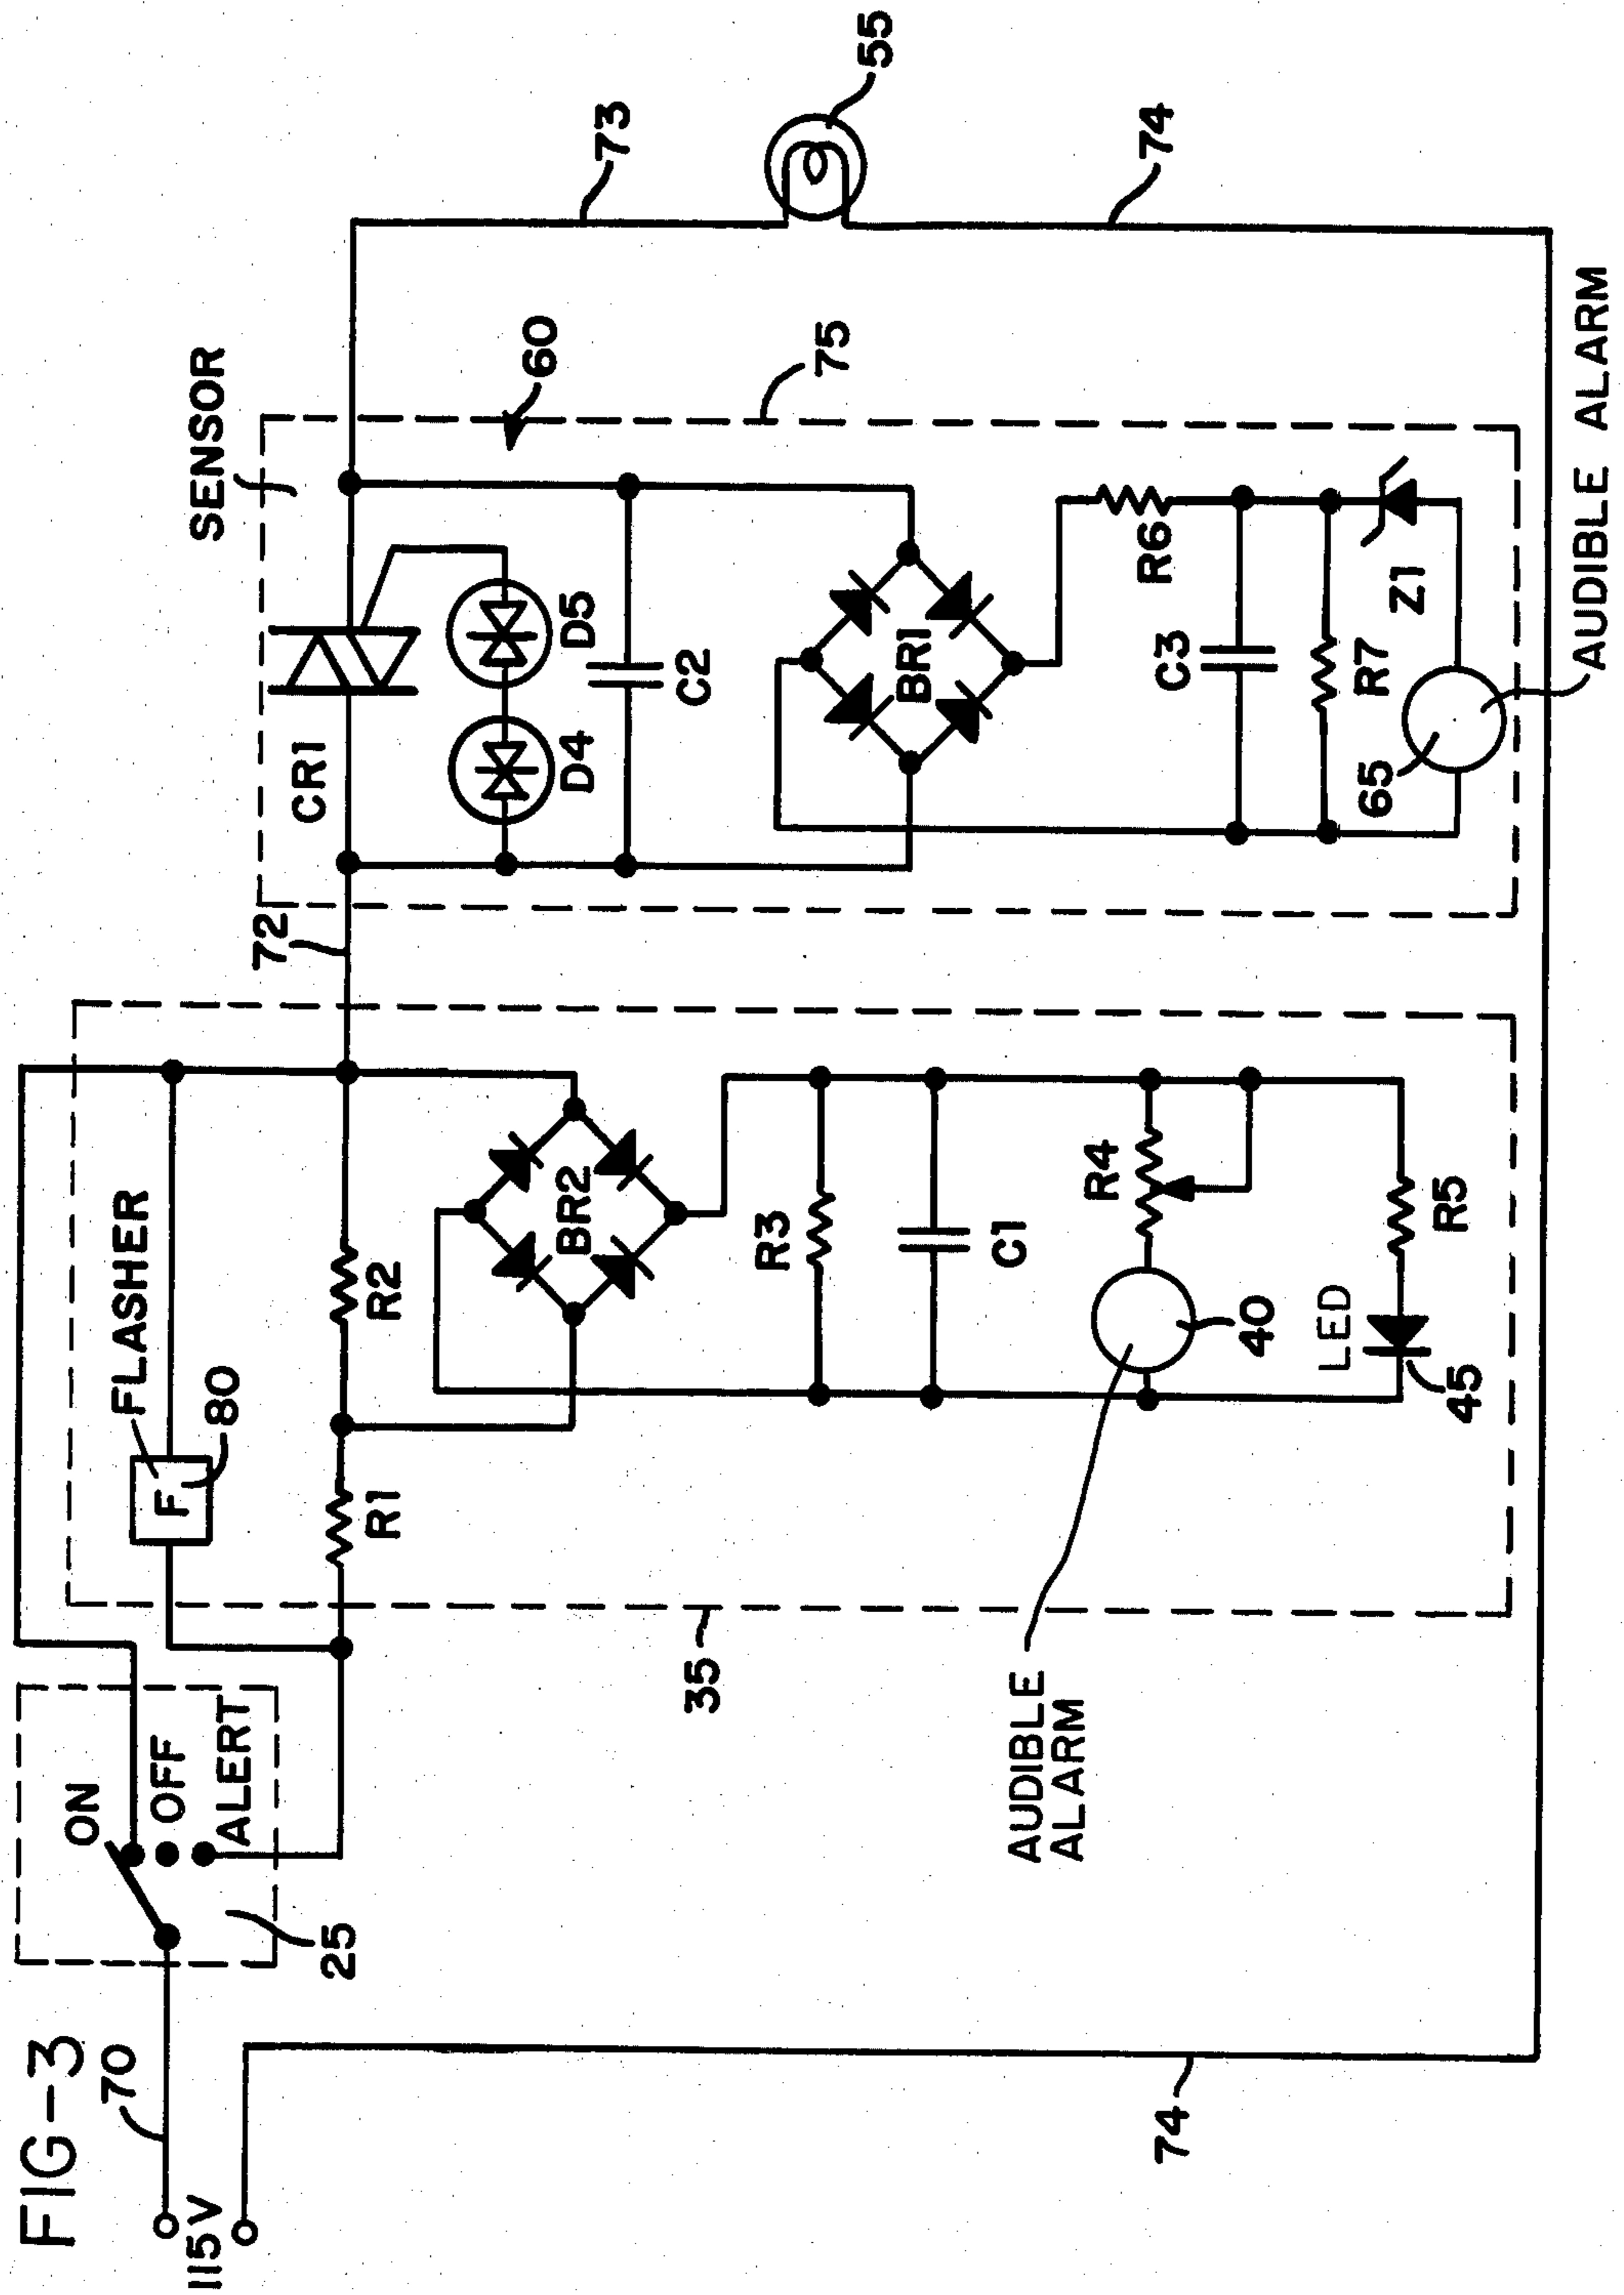 FIG-3
70
115V
74
25
ON
OFF
ALERT
35
FLASHER
F
80
R1
R2
BR2
R3
C1
R4
40
AUDIBLE
ALARM
LED
45
R5
72
SENSOR
60
75
CR1
D4
D5
C2
BR1
R6
C3
R7
Z1
65
AUDIBLE ALARM
73
55
74